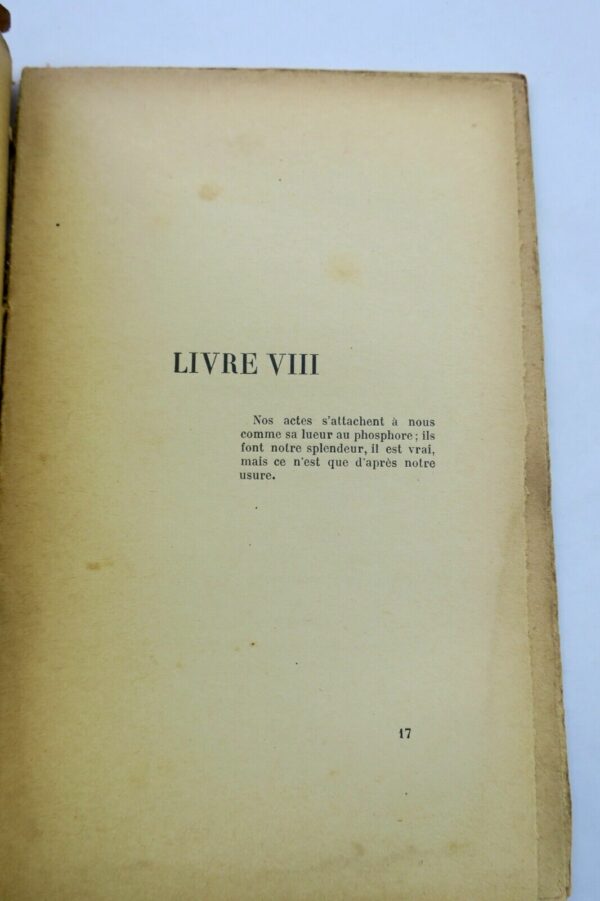 LIVRE VIII
Nos actes s'attachent à nous
comme sa lueur au phosphore; ils
font notre splendeur, il est vrai,
mais ce n'est que d'après notre
usure.
17